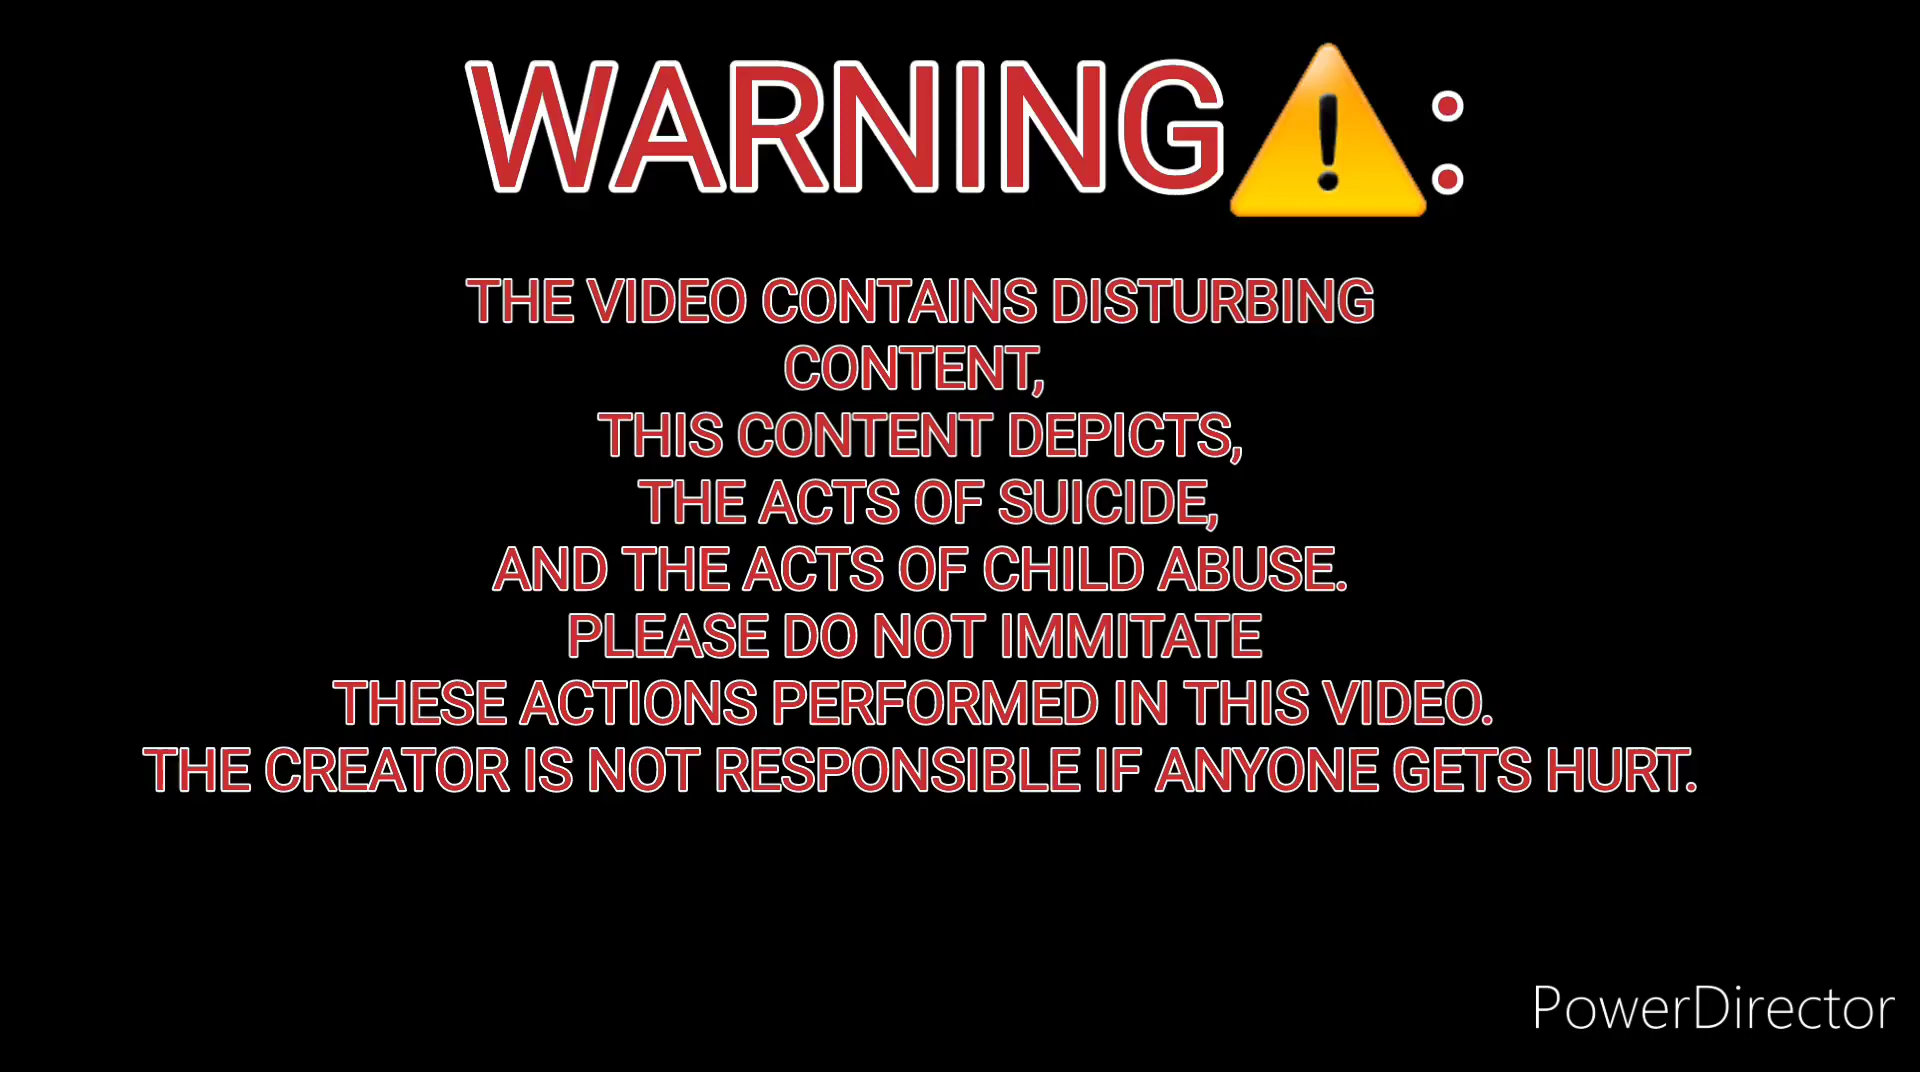 WARNING⚠️:
THE VIDEO CONTAINS DISTURBING
CONTENT,
THIS CONTENT DEPICTS,
THE ACTS OF SUICIDE,
AND THE ACTS OF CHILD ABUSE.
PLEASE DO NOT IMMITATE
THESE ACTIONS PERFORMED IN THIS VIDEO.
THE CREATOR IS NOT RESPONSIBLE IF ANYONE GETS HURT.
PowerDirector